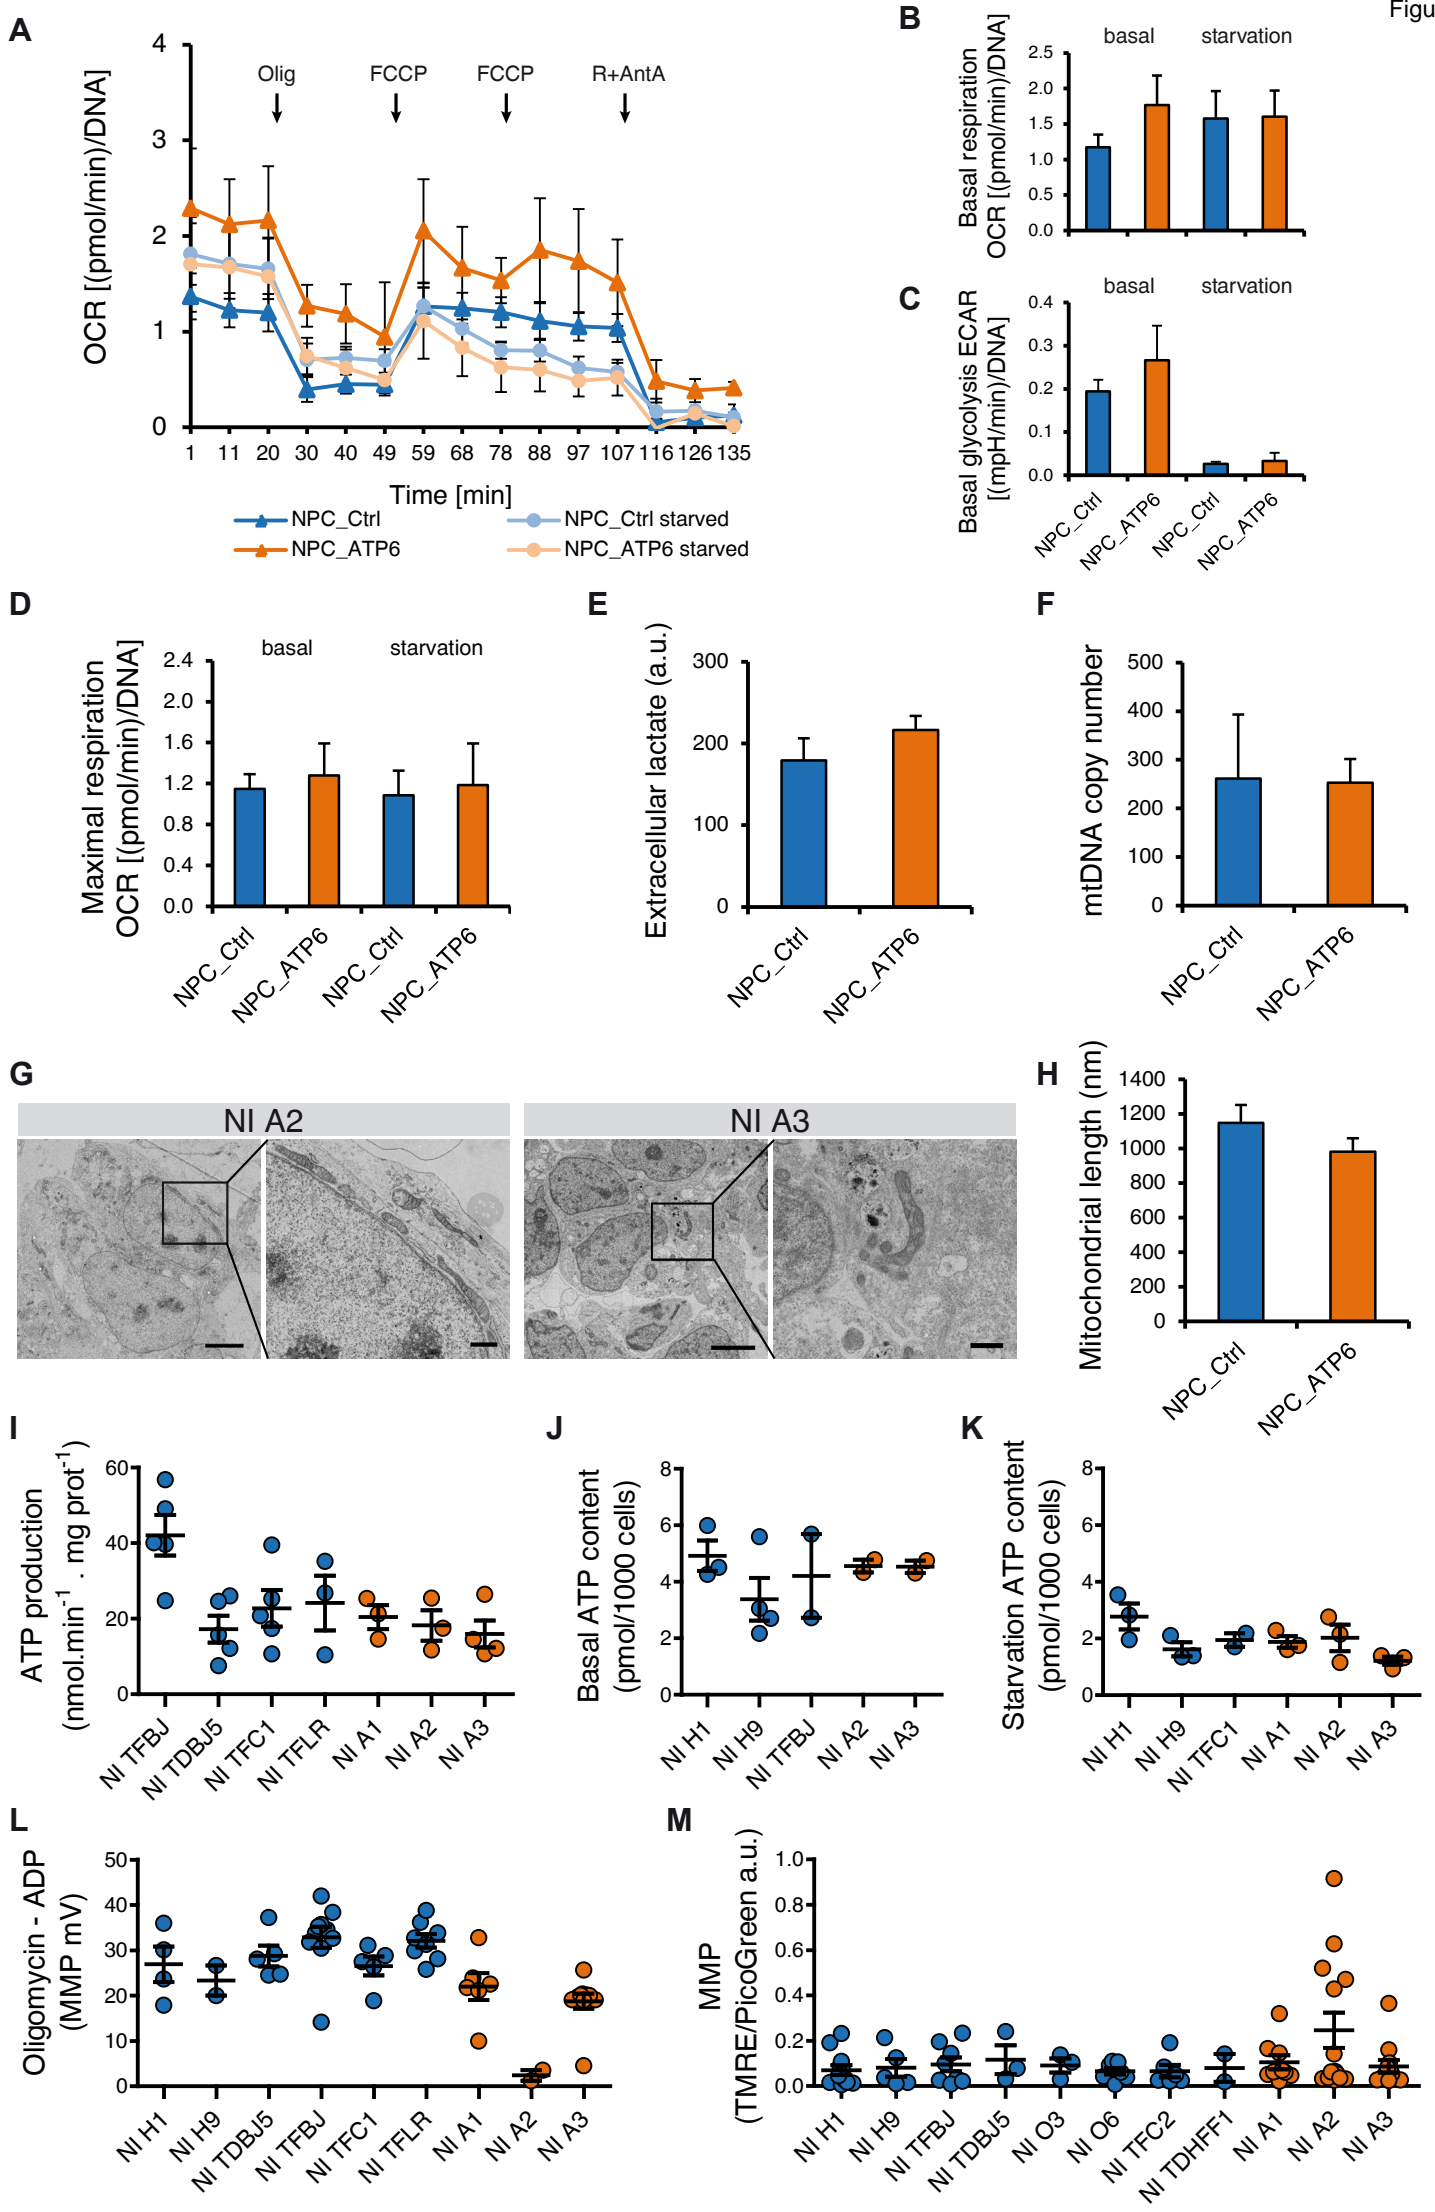 Figu
A
OCR [(pmol/min)/DNA]
4
3
2
1
0
Olig
FCCP
FCCP
R+AntA
1 11 20 30 40 49 59 68 78 88 97 107 116 126 135
Time [min]
NPC_Ctrl
NPC_ATP6
NPC_Ctrl starved
NPC_ATP6 starved
B
Basal respiration
OCR [(pmol/min)/DNA]
basal
starvation
2.5
2.0
1.5
1.0
0.5
0.0
C
Basal glycolysis ECAR
[(mpH/min)/DNA]
basal
starvation
0.4
0.3
0.2
0.1
0.0
NPC_Ctrl
NPC_ATP6
NPC_Ctrl
NPC_ATP6
D
Maximal respiration
OCR [(pmol/min)/DNA]
basal
starvation
2.4
2.0
1.6
1.2
0.8
0.4
0.0
NPC_Ctrl
NPC_ATP6
NPC_Ctrl
NPC_ATP6
E
Extracellular lactate (a.u.)
300
200
100
0
NPC_Ctrl
NPC_ATP6
F
mtDNA copy number
500
400
300
200
100
0
NPC_Ctrl
NPC_ATP6
G
NI A2
NI A3
H
Mitochondrial length (nm)
1400
1200
1000
800
600
400
200
0
NPC_Ctrl
NPC_ATP6
I
ATP production
(nmol.min⁻¹ . mg prot⁻¹)
60
40
20
0
NI TFBJ
NI TDBJ5
NI TFC1
NI TFLR
NI A1
NI A2
NI A3
J
Basal ATP content
(pmol/1000 cells)
8
6
4
2
0
NI H1
NI H9
NI TFBJ
NI A2
NI A3
K
Starvation ATP content
(pmol/1000 cells)
8
6
4
2
0
NI H1
NI H9
NI TFC1
NI A1
NI A2
NI A3
L
Oligomycin - ADP
(MMP mV)
50
40
30
20
10
0
NI H1
NI H9
NI TDBJ5
NI TFBJ
NI TFC1
NI TFLR
NI A1
NI A2
NI A3
M
MMP
(TMRE/PicoGreen a.u.)
1.0
0.8
0.6
0.4
0.2
0.0
NI H1
NI H9
NI TFBJ
NI TDBJ5
NI O3
NI O6
NI TFC2
NI TDHFF1
NI A1
NI A2
NI A3